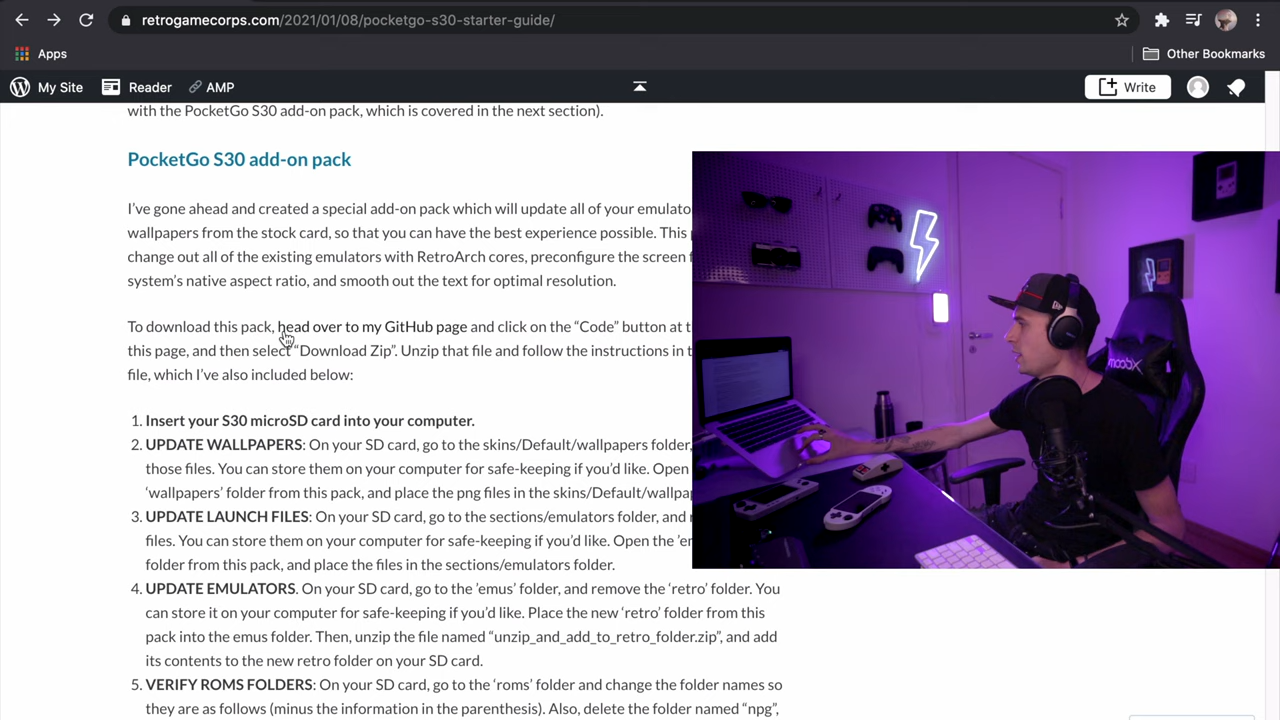 retrogamecorps.com/2021/01/08/pocketgo-s30-starter-guide/
Apps
Other Bookmarks
My Site
Reader
AMP
Write
with the PocketGo S30 add-on pack, which is covered in the next section).
PocketGo S30 add-on pack
I've gone ahead and created a special add-on pack which will update all of your emulato
wallpapers from the stock card, so that you can have the best experience possible. This
change out all of the existing emulators with RetroArch cores, preconfigure the screen
system's native aspect ratio, and smooth out the text for optimal resolution.
To download this pack, head over to my GitHub page and click on the “Code” button at t
this page, and then select “Download Zip”. Unzip that file and follow the instructions in t
file, which I've also included below:
1. Insert your S30 microSD card into your computer.
2. UPDATE WALLPAPERS: On your SD card, go to the skins/Default/wallpapers folder,
those files. You can store them on your computer for safe-keeping if you'd like. Open
‘wallpapers’ folder from this pack, and place the png files in the skins/Default/wallpa
3. UPDATE LAUNCH FILES: On your SD card, go to the sections/emulators folder, and
files. You can store them on your computer for safe-keeping if you'd like. Open the 'e
folder from this pack, and place the files in the sections/emulators folder.
4. UPDATE EMULATORS. On your SD card, go to the 'emus' folder, and remove the ‘retro’ folder. You
can store it on your computer for safe-keeping if you'd like. Place the new ‘retro’ folder from this
pack into the emus folder. Then, unzip the file named “unzip_and_add_to_retro_folder.zip”, and add
its contents to the new retro folder on your SD card.
5. VERIFY ROMS FOLDERS: On your SD card, go to the ‘roms’ folder and change the folder names so
they are as follows (minus the information in the parenthesis). Also, delete the folder named “npg”,